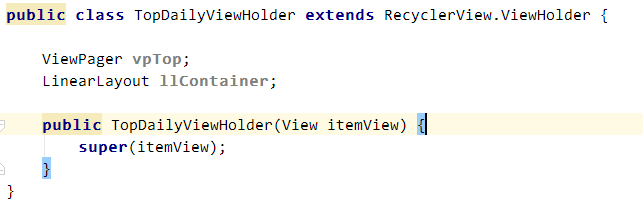 public class TopDailyViewHolder extends RecyclerView.ViewHolder {
ViewPager vpTop;
LinearLayout llContainer;
public TopDailyViewHolder(View itemView) {
super(itemView);
}
}